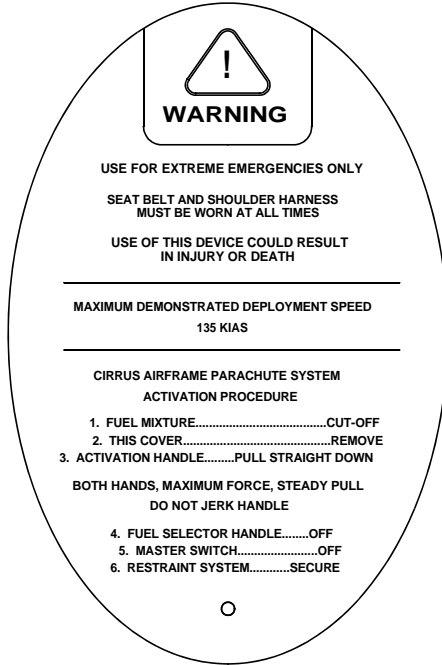 !
WARNING
USE FOR EXTREME EMERGENCIES ONLY
SEAT BELT AND SHOULDER HARNESS
MUST BE WORN AT ALL TIMES
USE OF THIS DEVICE COULD RESULT
IN INJURY OR DEATH
MAXIMUM DEMONSTRATED DEPLOYMENT SPEED
135 KIAS
CIRRUS AIRFRAME PARACHUTE SYSTEM
ACTIVATION PROCEDURE
1. FUEL MIXTURE.......................................CUT-OFF
2. THIS COVER............................................REMOVE
3. ACTIVATION HANDLE.........PULL STRAIGHT DOWN
BOTH HANDS, MAXIMUM FORCE, STEADY PULL
DO NOT JERK HANDLE
4. FUEL SELECTOR HANDLE........OFF
5. MASTER SWITCH........................OFF
6. RESTRAINT SYSTEM............SECURE